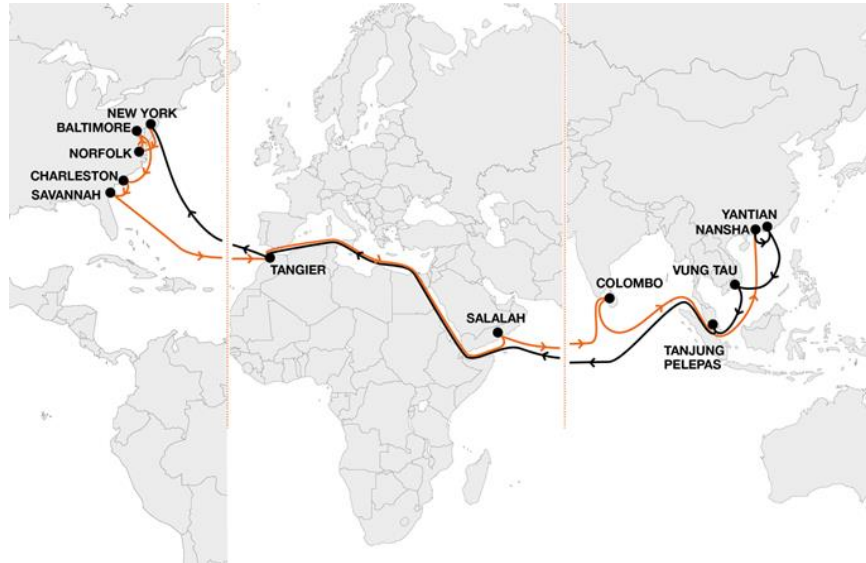 NEW YORK
BALTIMORE
NORFOLK
CHARLESTON
SAVANNAH
TANGIER
SALALAH
COLOMBO
YANTIAN
NANSHA
VUNG TAU
TANJUNG
PELEPAS